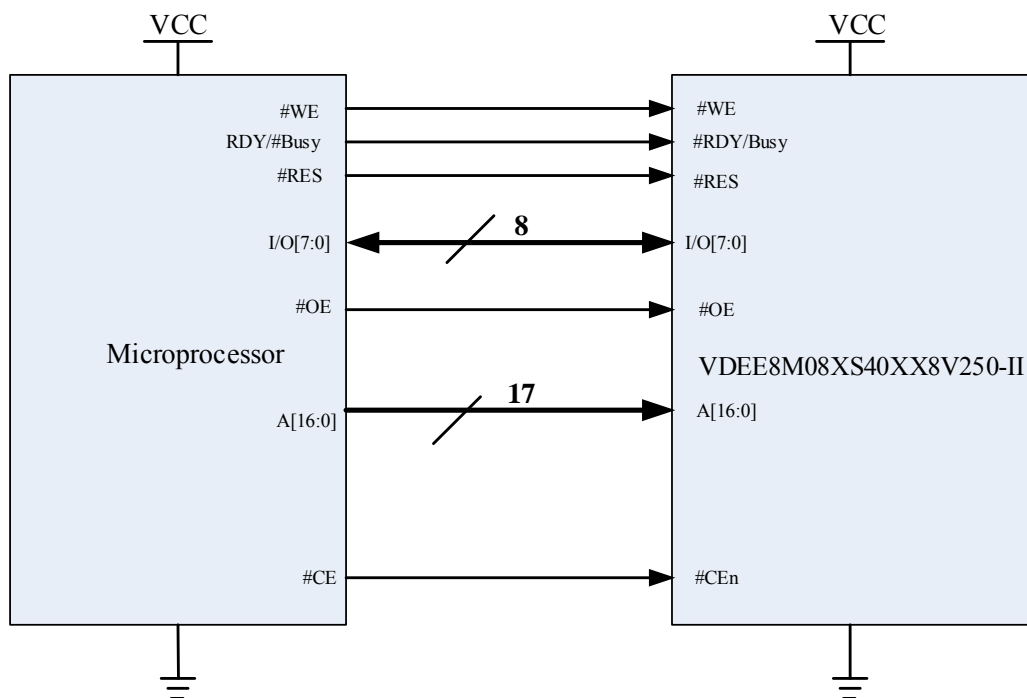 VCC
VCC
#WE
#WE
RDY/#Busy
#RDY/Busy
#RES
#RES
8
I/O[7:0]
I/O[7:0]
#OE
#OE
Microprocessor
VDEE8M08XS40XX8V250-II
17
A[16:0]
A[16:0]
#CE
#CEn